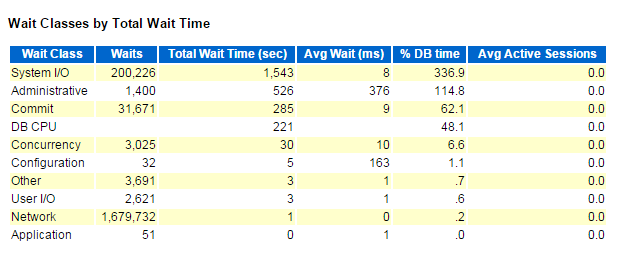 Wait Classes by Total Wait Time
Wait Class Waits Total Wait Time (sec) Avg Wait (ms) % DB time Avg Active Sessions
System I/O 200,226 1,543 8 336.9 0.0
Administrative 1,400 526 376 114.8 0.0
Commit 31,671 285 9 62.1 0.0
DB CPU 221 48.1 0.0
Concurrency 3,025 30 10 6.6 0.0
Configuration 32 5 163 1.1 0.0
Other 3,691 3 1 .7 0.0
User I/O 2,621 3 1 .6 0.0
Network 1,679,732 1 0 .2 0.0
Application 51 0 1 .0 0.0